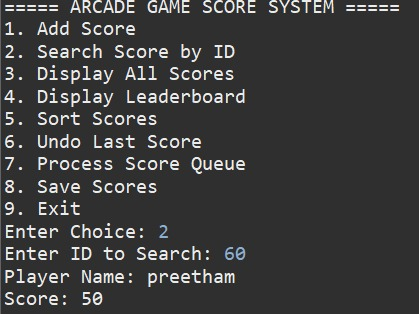 ===== ARCADE GAME SCORE SYSTEM =====
1. Add Score
2. Search Score by ID
3. Display All Scores
4. Display Leaderboard
5. Sort Scores
6. Undo Last Score
7. Process Score Queue
8. Save Scores
9. Exit
Enter Choice: 2
Enter ID to Search: 60
Player Name: preetham
Score: 50